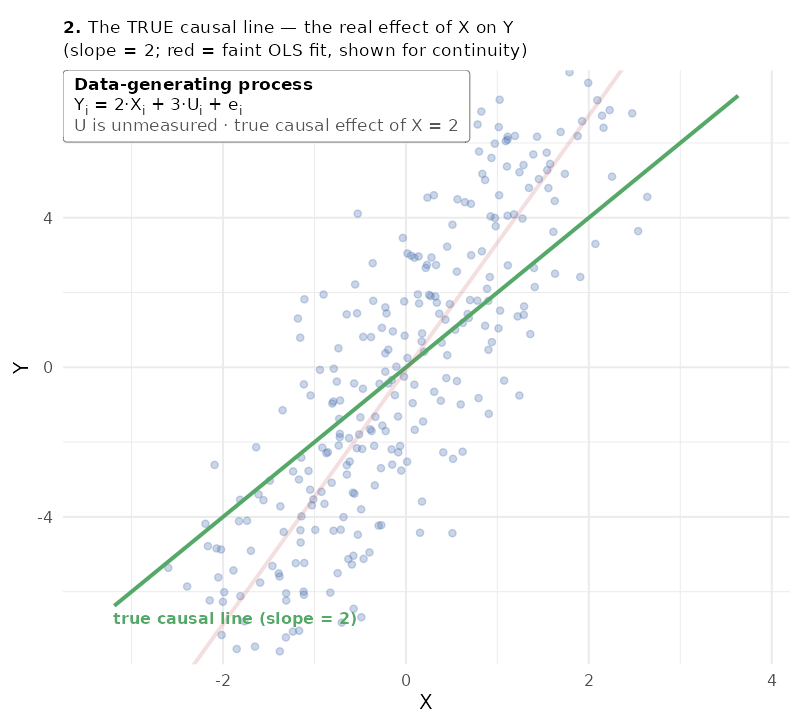 2. The TRUE causal line — the real effect of X on Y
(slope = 2; red = faint OLS fit, shown for continuity)
Data-generating process
Yᵢ = 2·Xᵢ + 3·Uᵢ + eᵢ
U is unmeasured · true causal effect of X = 2
4
0
-4
Y
true causal line (slope = 2)
-2
0
2
4
X